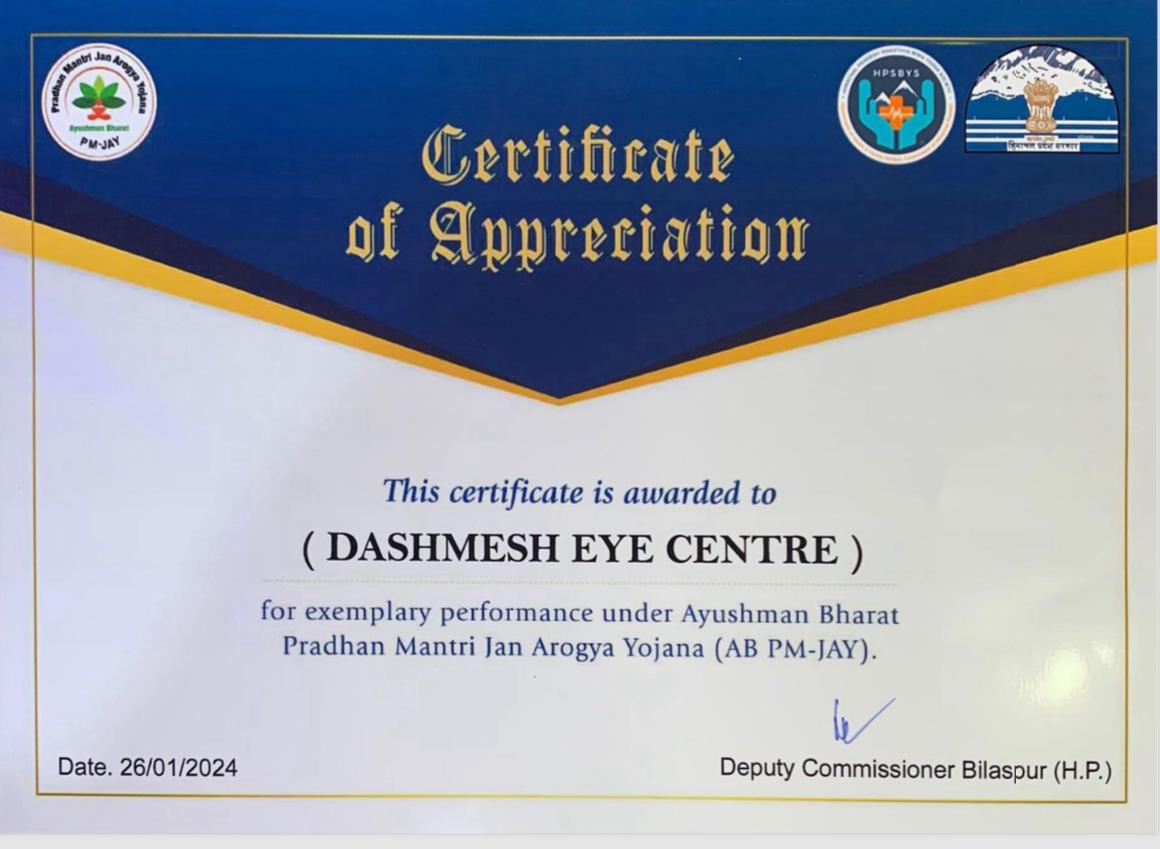 Pradhan Mantri Jan Arogya Yojana
Ayushman Bharat
PM-JAY
HPSBYS
हिमाचल प्रदेश सरकार
Certificate
of Appreciation
This certificate is awarded to
( DASHMESH EYE CENTRE )
for exemplary performance under Ayushman Bharat
Pradhan Mantri Jan Arogya Yojana (AB PM-JAY).
Date. 26/01/2024
Deputy Commissioner Bilaspur (H.P.)